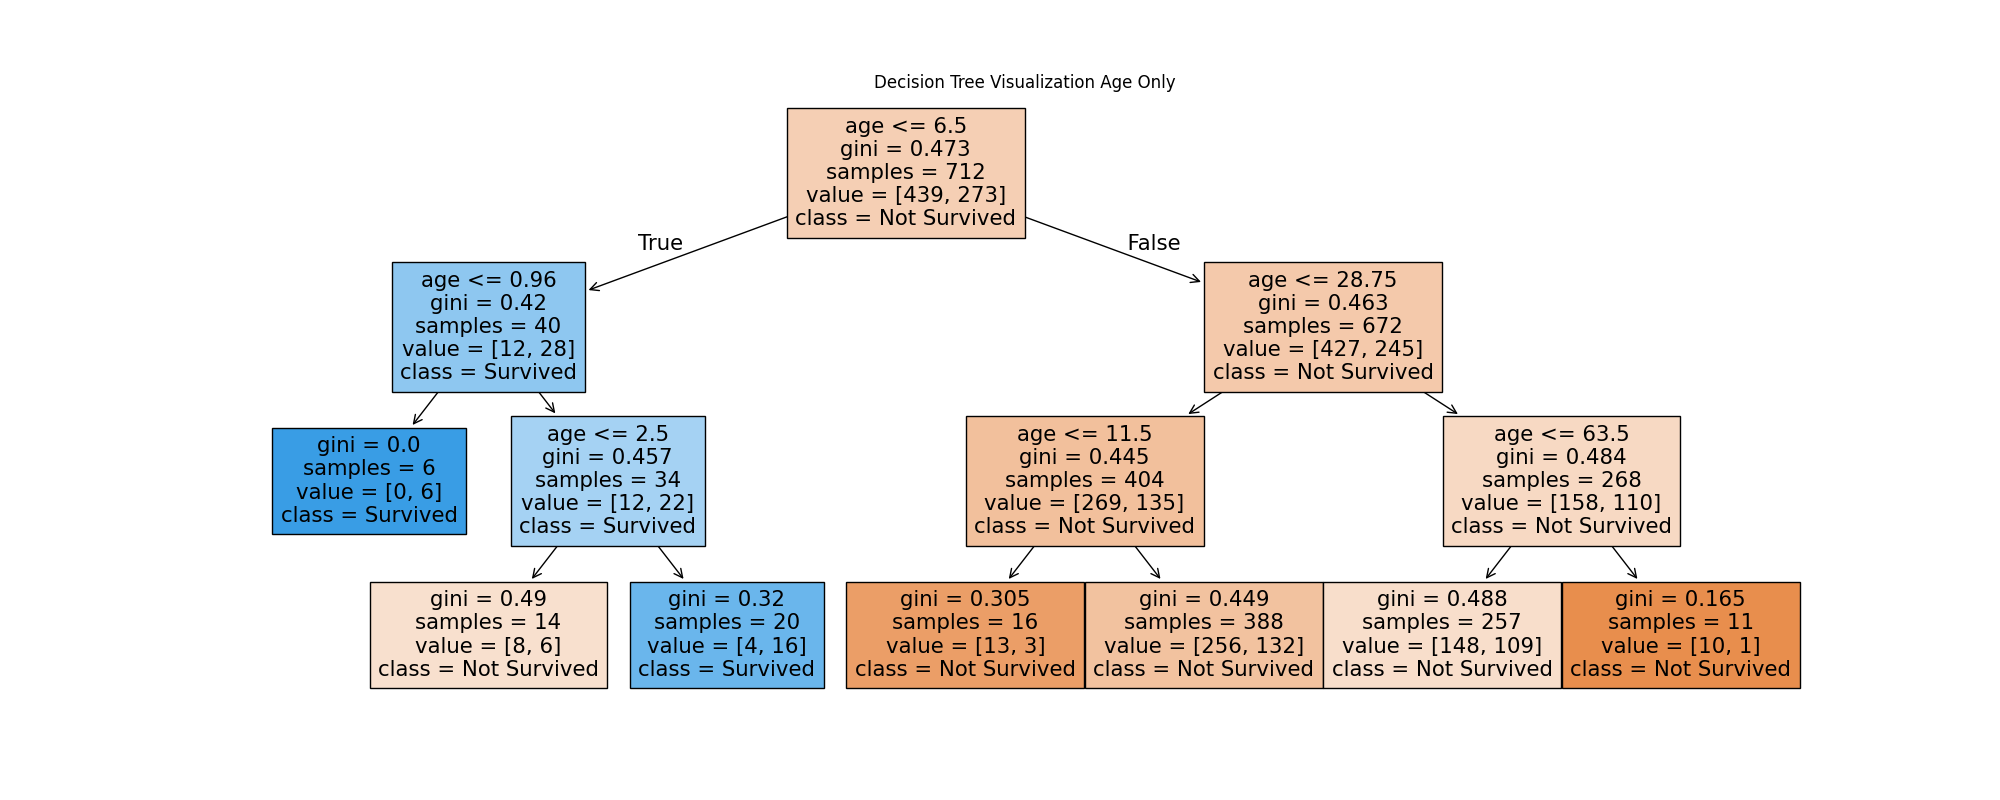 Decision Tree Visualization Age Only
age <= 6.5
gini = 0.473
samples = 712
value = [439, 273]
class = Not Survived
True
False
age <= 0.96
gini = 0.42
samples = 40
value = [12, 28]
class = Survived
age <= 28.75
gini = 0.463
samples = 672
value = [427, 245]
class = Not Survived
gini = 0.0
samples = 6
value = [0, 6]
class = Survived
age <= 2.5
gini = 0.457
samples = 34
value = [12, 22]
class = Survived
age <= 11.5
gini = 0.445
samples = 404
value = [269, 135]
class = Not Survived
age <= 63.5
gini = 0.484
samples = 268
value = [158, 110]
class = Not Survived
gini = 0.49
samples = 14
value = [8, 6]
class = Not Survived
gini = 0.32
samples = 20
value = [4, 16]
class = Survived
gini = 0.305
samples = 16
value = [13, 3]
class = Not Survived
gini = 0.449
samples = 388
value = [256, 132]
class = Not Survived
gini = 0.488
samples = 257
value = [148, 109]
class = Not Survived
gini = 0.165
samples = 11
value = [10, 1]
class = Not Survived